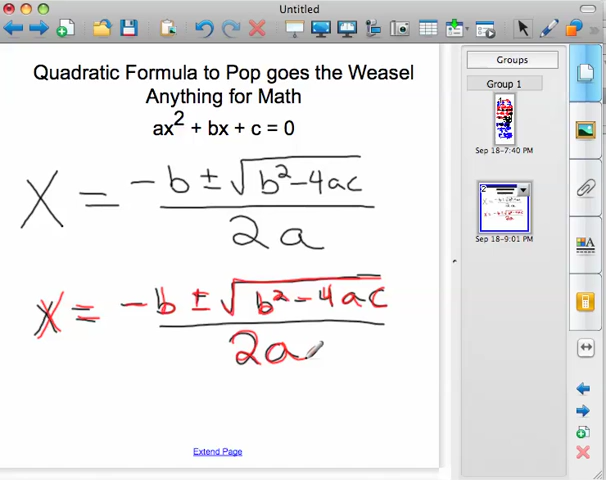 Untitled
Quadratic Formula to Pop goes the Weasel
Anything for Math
ax² + bx + c = 0
X = -b ± √b²-4ac
2a
x = -b ± √b²-4ac
2a
Extend Page
Groups
Group 1
Sep 18-7:40 PM
2
Sep 18-9:01 PM